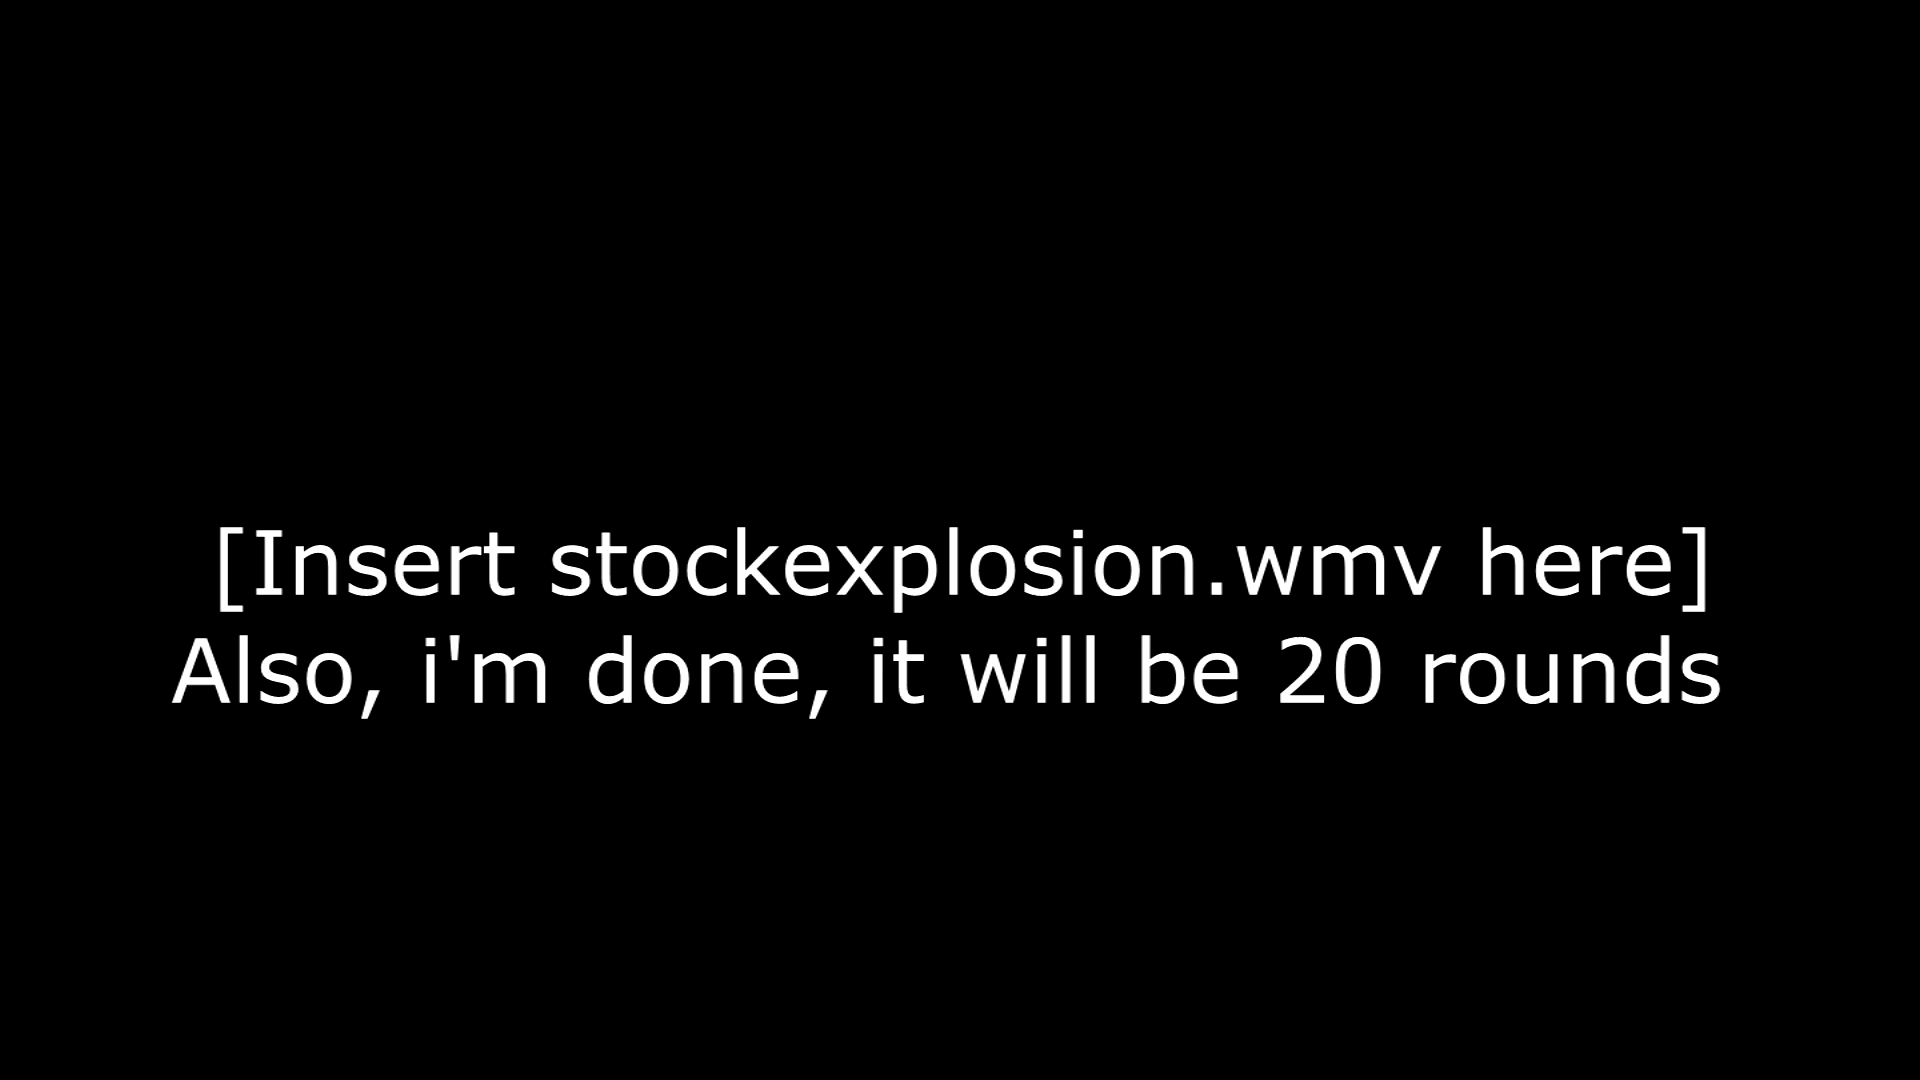 [Insert stockexplosion.wmv here]
Also, i'm done, it will be 20 rounds